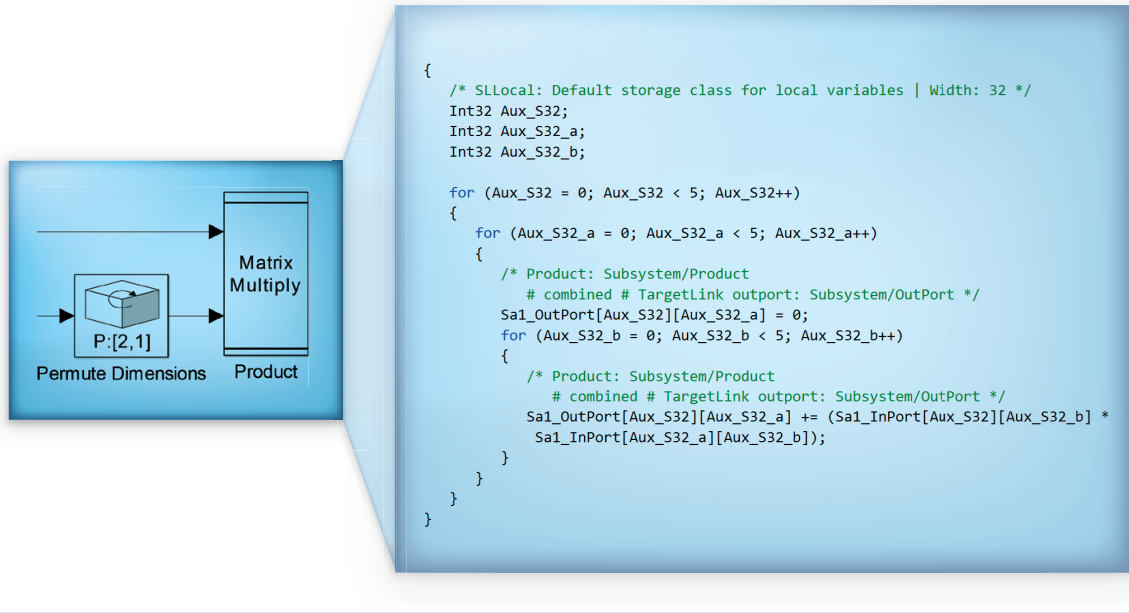 Matrix
Multiply
P:[2,1]
Permute Dimensions
Product
{
/* SLLocal: Default storage class for local variables | Width: 32 */
Int32 Aux_S32;
Int32 Aux_S32_a;
Int32 Aux_S32_b;
for (Aux_S32 = 0; Aux_S32 < 5; Aux_S32++)
{
for (Aux_S32_a = 0; Aux_S32_a < 5; Aux_S32_a++)
{
/* Product: Subsystem/Product
# combined # TargetLink outport: Subsystem/OutPort */
Sa1_OutPort[Aux_S32][Aux_S32_a] = 0;
for (Aux_S32_b = 0; Aux_S32_b < 5; Aux_S32_b++)
{
/* Product: Subsystem/Product
# combined # TargetLink outport: Subsystem/OutPort */
Sa1_OutPort[Aux_S32][Aux_S32_a] += (Sa1_InPort[Aux_S32][Aux_S32_b] *
Sa1_InPort[Aux_S32_a][Aux_S32_b]);
}
}
}
}